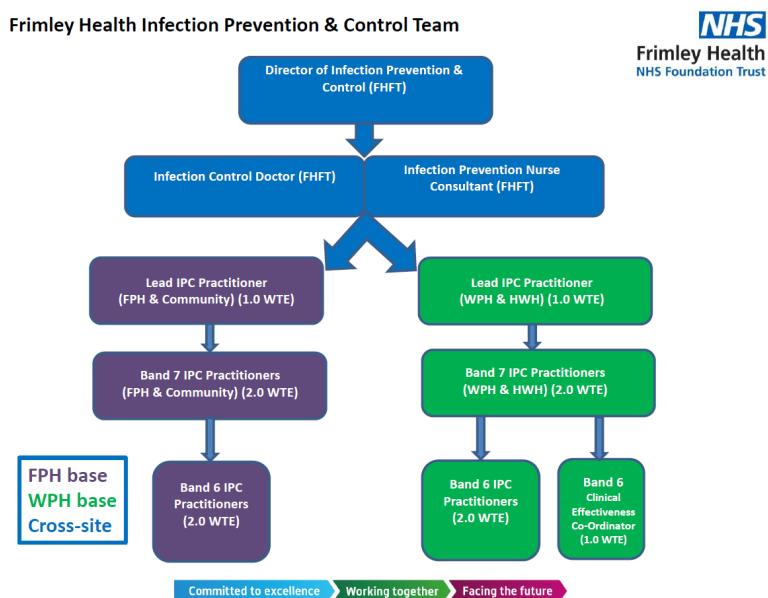 Frimley Health Infection Prevention & Control Team
NHS
Frimley Health
NHS Foundation Trust
Director of Infection Prevention &
Control (FHFT)
Infection Control Doctor (FHFT)
Infection Prevention Nurse
Consultant (FHFT)
Lead IPC Practitioner
(FPH & Community) (1.0 WTE)
Lead IPC Practitioner
(WPH & HWH) (1.0 WTE)
Band 7 IPC Practitioners
(FPH & Community) (2.0 WTE)
Band 7 IPC Practitioners
(WPH & HWH) (2.0 WTE)
FPH base
WPH base
Cross-site
Band 6 IPC
Practitioners
(2.0 WTE)
Band 6 IPC
Practitioners
(2.0 WTE)
Band 6
Clinical
Effectiveness
Co-Ordinator
(1.0 WTE)
Committed to excellence
Working together
Facing the future